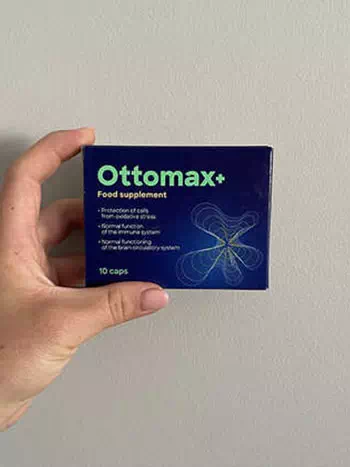 Ottomax+
Food supplement
• Protection of cells
from oxidative stress
• Normal function
of the immune system
• Normal functioning
of the brain circulatory system
10 caps